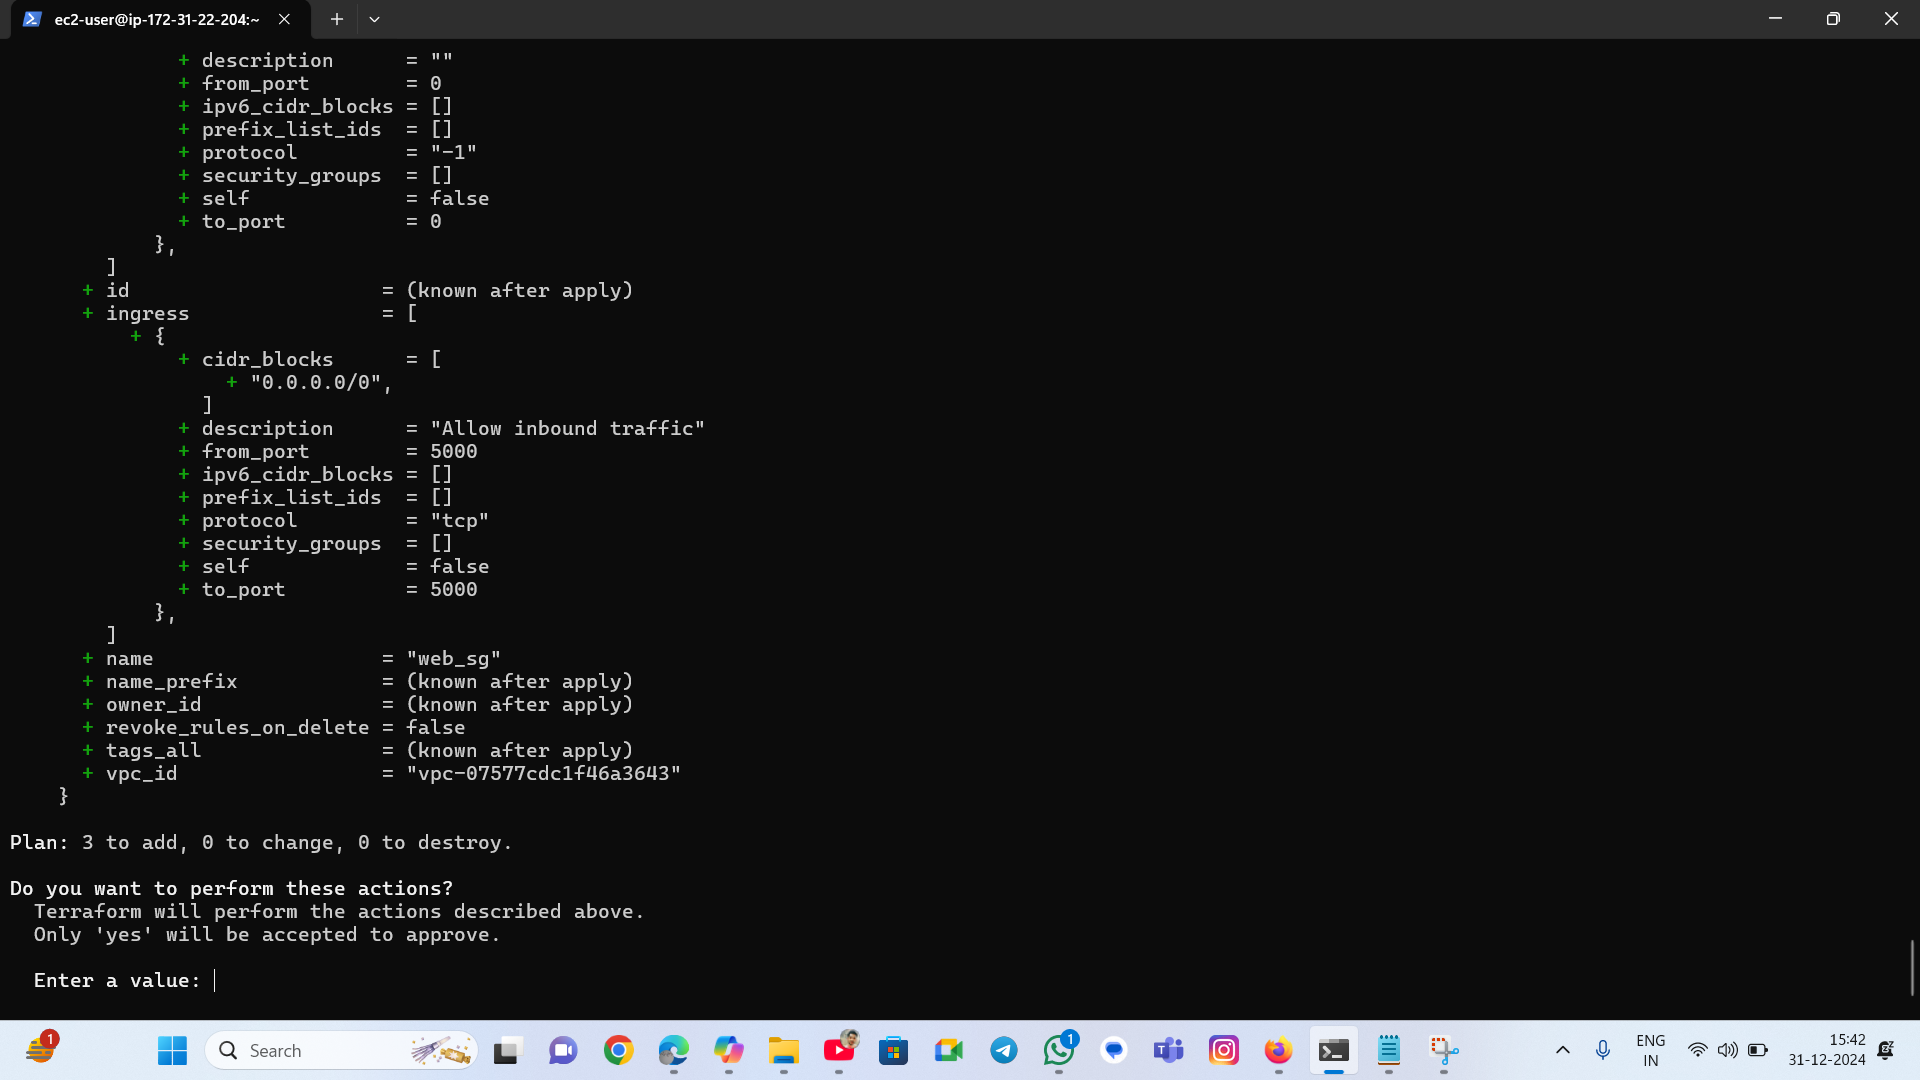 ec2-user@ip-172-31-22-204:~
+ description      = ""
+ from_port        = 0
+ ipv6_cidr_blocks = []
+ prefix_list_ids  = []
+ protocol         = "-1"
+ security_groups  = []
+ self             = false
+ to_port          = 0
},
]
+ id                     = (known after apply)
+ ingress                = [
+ {
+ cidr_blocks      = [
+ "0.0.0.0/0",
]
+ description      = "Allow inbound traffic"
+ from_port        = 5000
+ ipv6_cidr_blocks = []
+ prefix_list_ids  = []
+ protocol         = "tcp"
+ security_groups  = []
+ self             = false
+ to_port          = 5000
},
]
+ name                   = "web_sg"
+ name_prefix            = (known after apply)
+ owner_id               = (known after apply)
+ revoke_rules_on_delete = false
+ tags_all               = (known after apply)
+ vpc_id                 = "vpc-07577cdc1f46a3643"
}
Plan: 3 to add, 0 to change, 0 to destroy.
Do you want to perform these actions?
Terraform will perform the actions described above.
Only 'yes' will be accepted to approve.
Enter a value:
1
Search
1
ENG
IN
15:42
31-12-2024